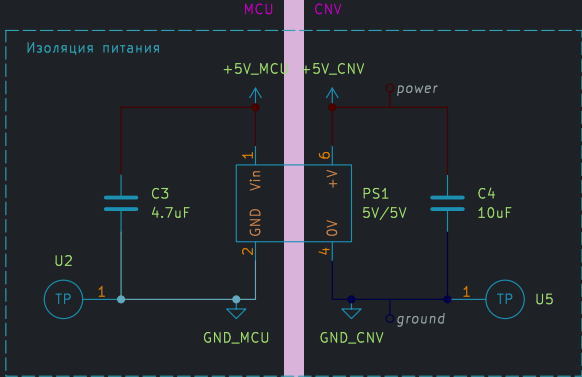 MCU CNV
Изоляция питания
+5V_MCU +5V_CNV
power
1 6
Vin +V
C3 PS1 C4
4.7uF 5V/5V 10uF
GND 0V
2 4
U2
TP 1 1 TP U5
ground
GND_MCU GND_CNV